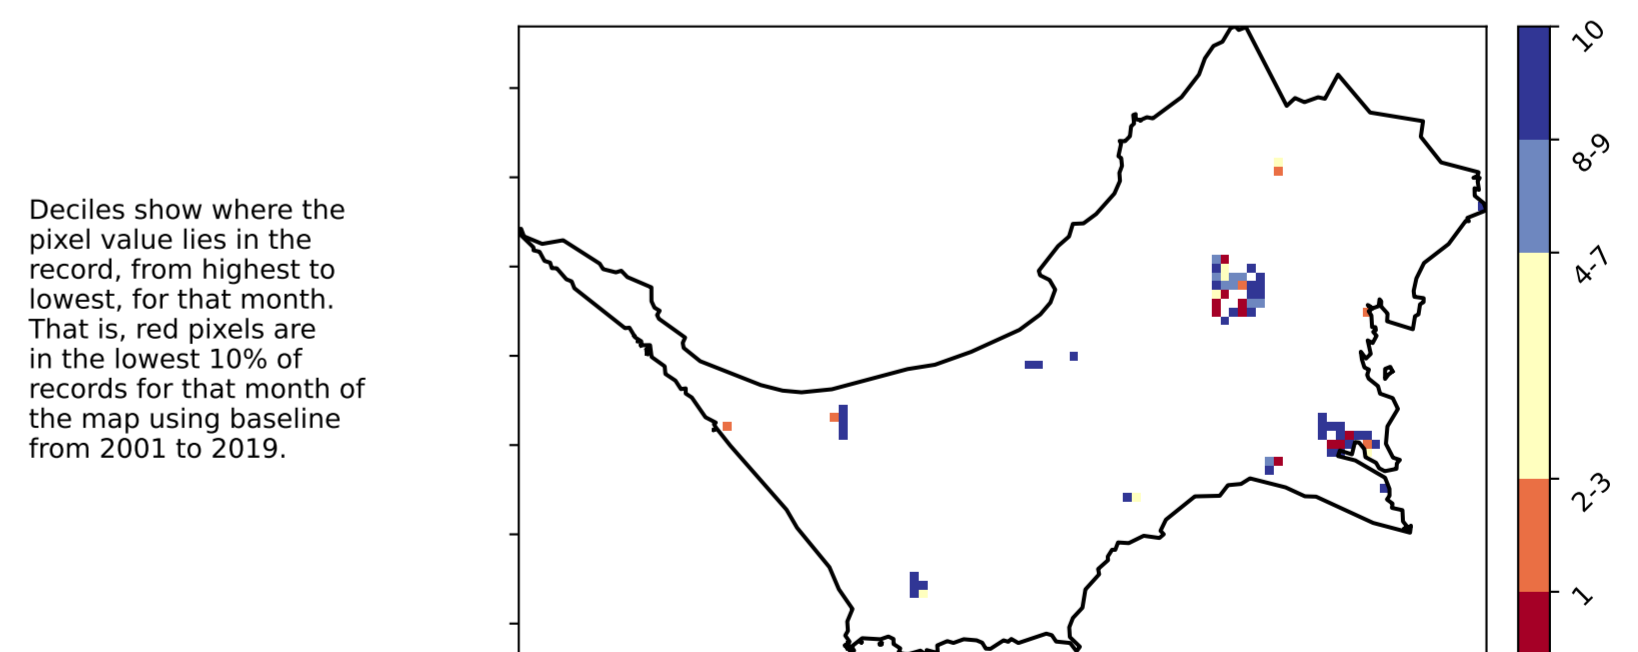 Deciles show where the
pixel value lies in the
record, from highest to
lowest, for that month.
That is, red pixels are
in the lowest 10% of
records for that month of
the map using baseline
from 2001 to 2019.
10
8-9
4-7
2-3
1